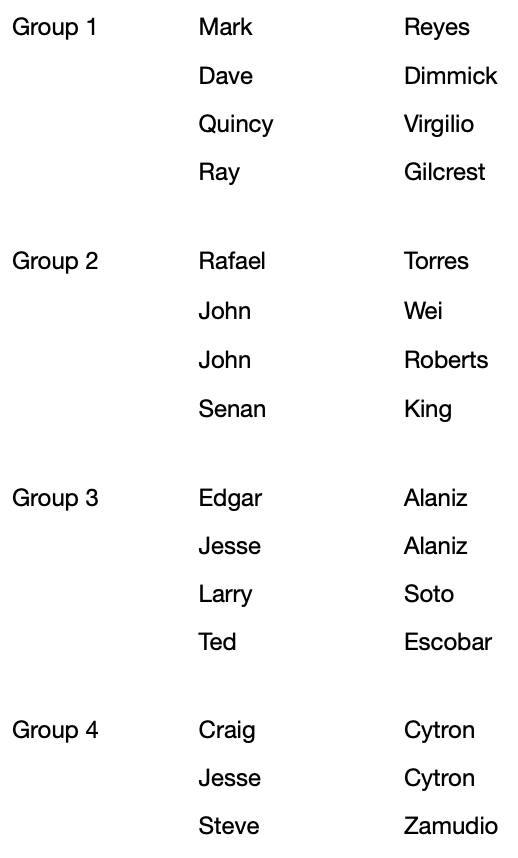 Group 1 Mark Reyes
Dave Dimmick
Quincy Virgilio
Ray Gilcrest
Group 2 Rafael Torres
John Wei
John Roberts
Senan King
Group 3 Edgar Alaniz
Jesse Alaniz
Larry Soto
Ted Escobar
Group 4 Craig Cytron
Jesse Cytron
Steve Zamudio